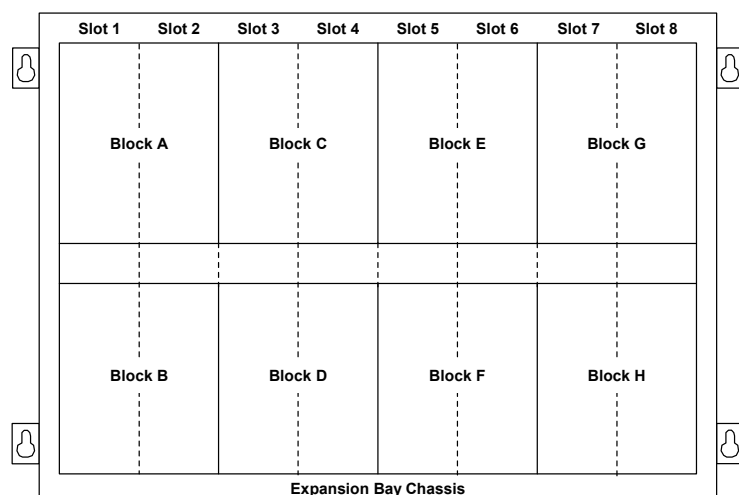 Slot 1 Slot 2 Slot 3 Slot 4 Slot 5 Slot 6 Slot 7 Slot 8
Block A Block C Block E Block G
Block B Block D Block F Block H
Expansion Bay Chassis